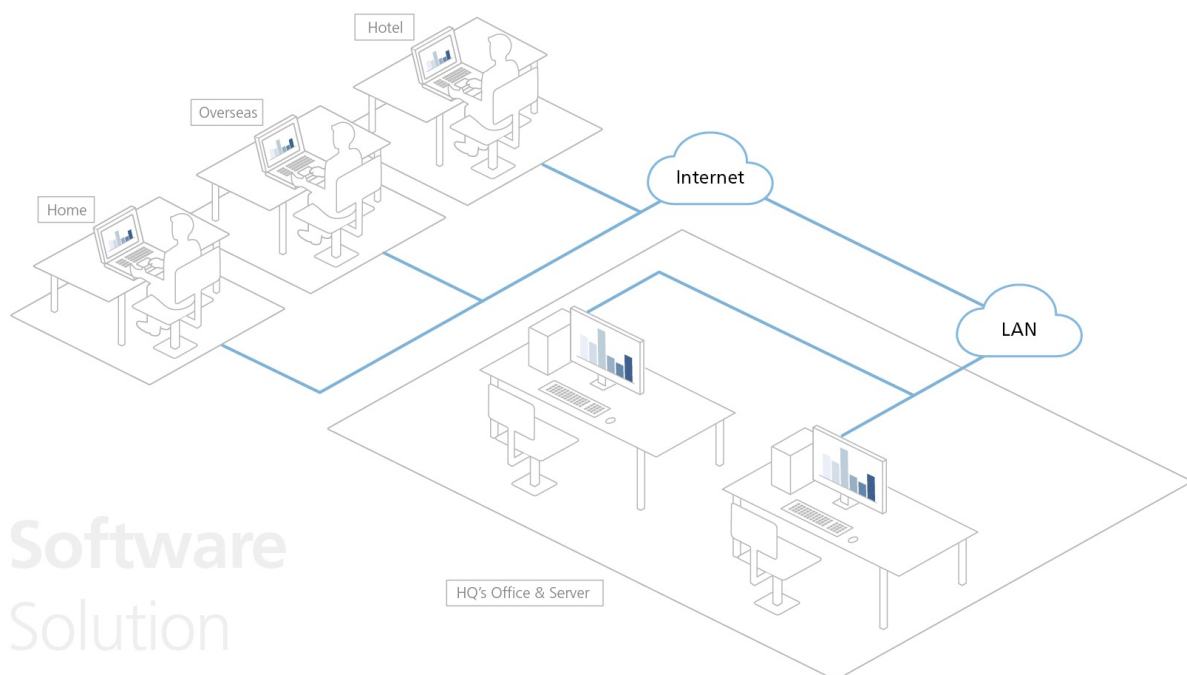 Hotel
Overseas
Home
Internet
LAN
HQ's Office & Server
Software
Solution